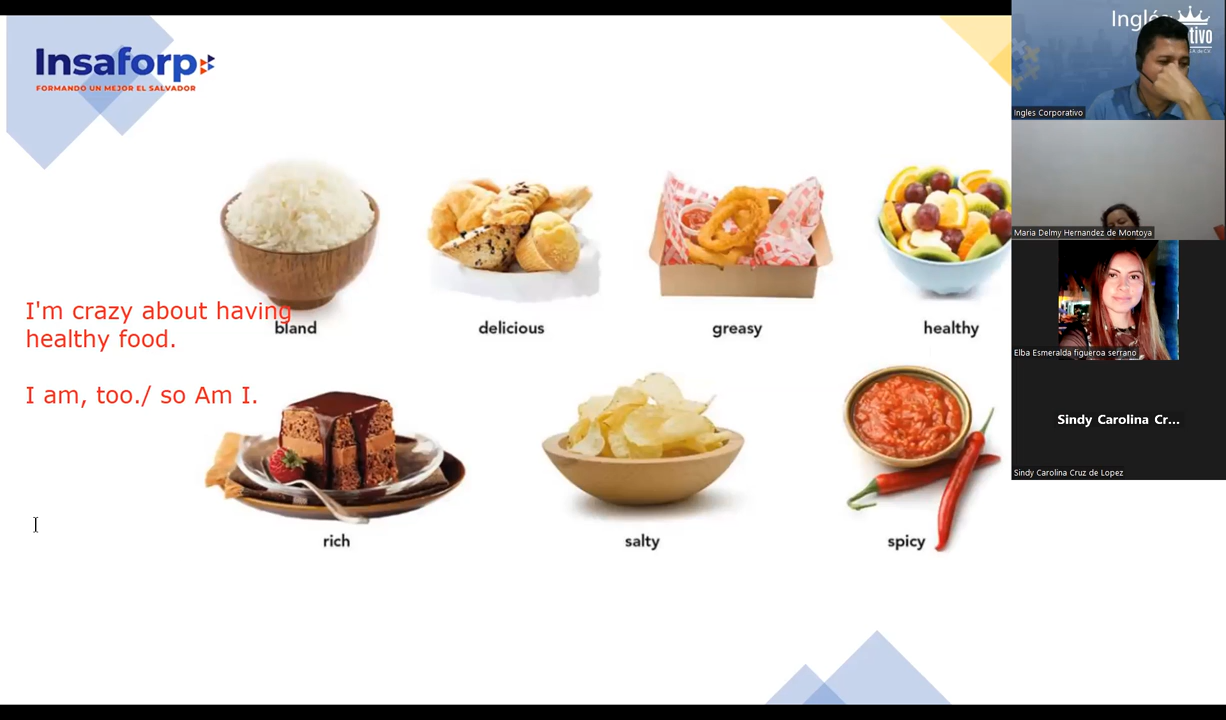 Insaforp
FORMANDO UN MEJOR EL SALVADOR
bland
delicious
greasy
healthy
I'm crazy about having
healthy food.
I am, too./ so Am I.
rich
salty
spicy
Ingles Corporativo
Maria Delmy Hernandez de Montoya
Elba Esmeralda figueroa serrano
Sindy Carolina Cr...
Sindy Carolina Cruz de Lopez